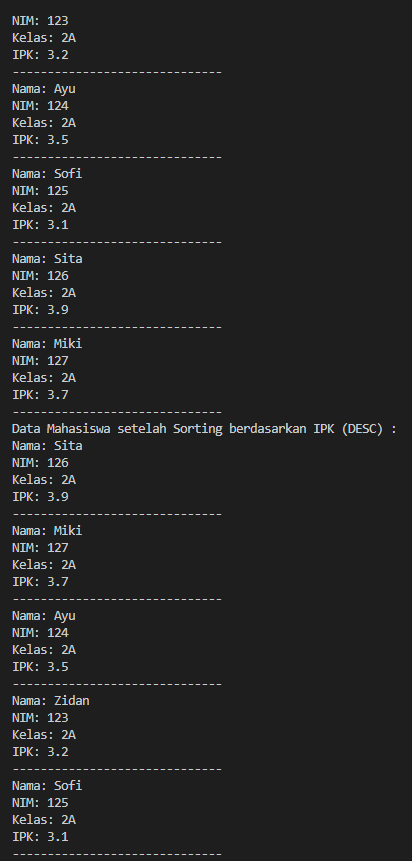 NIM: 123
Kelas: 2A
IPK: 3.2
------------------------------
Nama: Ayu
NIM: 124
Kelas: 2A
IPK: 3.5
------------------------------
Nama: Sofi
NIM: 125
Kelas: 2A
IPK: 3.1
------------------------------
Nama: Sita
NIM: 126
Kelas: 2A
IPK: 3.9
------------------------------
Nama: Miki
NIM: 127
Kelas: 2A
IPK: 3.7
------------------------------
Data Mahasiswa setelah Sorting berdasarkan IPK (DESC) :
Nama: Sita
NIM: 126
Kelas: 2A
IPK: 3.9
------------------------------
Nama: Miki
NIM: 127
Kelas: 2A
IPK: 3.7
------------------------------
Nama: Ayu
NIM: 124
Kelas: 2A
IPK: 3.5
------------------------------
Nama: Zidan
NIM: 123
Kelas: 2A
IPK: 3.2
------------------------------
Nama: Sofi
NIM: 125
Kelas: 2A
IPK: 3.1
------------------------------